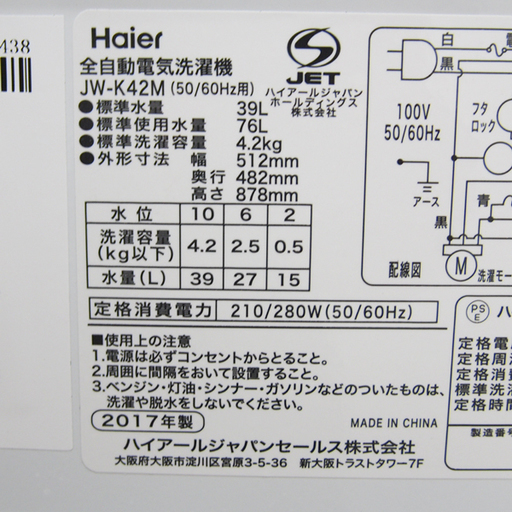 438
Haier
全自動電気洗濯機
JW-K42M(50/60Hz用)
●標準水量 39L
●標準使用水量 76L
●標準洗濯容量 4.2kg
●外形寸法 幅 512mm
奥行 482mm
高さ 878mm
S
JET
ハイアールジャパン
ホールディングス
株式会社
水位 10 6 2
洗濯容量(kg以下) 4.2 2.5 0.5
水量(L) 39 27 15
定格消費電力 210/280W(50/60Hz)
■使用上の注意
1.電源は必ずコンセントからとること。
2.周囲に間隔をおいて設置すること。
3.ベンジン・灯油・シンナー・ガソリンなどのついたものは、
洗濯や脱水をしないでください。
2017年製
MADE IN CHINA
ハイアールジャパンセールス株式会社
大阪府大阪市淀川区宮原3-5-36 新大阪トラストタワー7F
白
黒
100V
50/60Hz
フタ
ロック
アース
青
黒
配線図
M
洗濯モー
PS
E
ハ
定格電
定格周
定格消
標準洗
定格時
製造番号